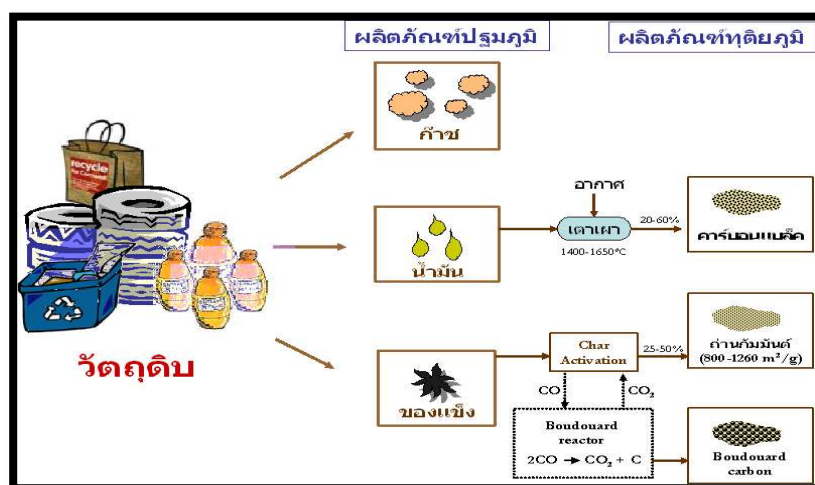 ผลิตภัณฑ์ปฐมภูมิ
ผลิตภัณฑ์ทุติยภูมิ
ก๊าซ
recycle
วัตถุดิบ
น้ำมัน
อากาศ
เตาเผา
1400-1650°C
20-60%
คาร์บอนแบล็ค
ของแข็ง
Char
Activation
25-50%
ถ่านกัมมันต์
(800-1260 m²/g)
CO
CO₂
Boudouard
reactor
2CO → CO₂ + C
Boudouard
carbon